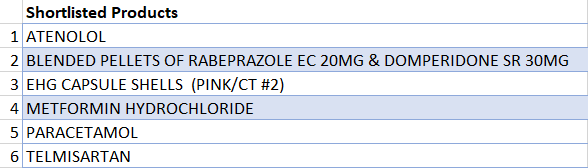 Shortlisted Products
1 ATENOLOL
2 BLENDED PELLETS OF RABEPRAZOLE EC 20MG & DOMPERIDONE SR 30MG
3 EHG CAPSULE SHELLS (PINK/CT #2)
4 METFORMIN HYDROCHLORIDE
5 PARACETAMOL
6 TELMISARTAN